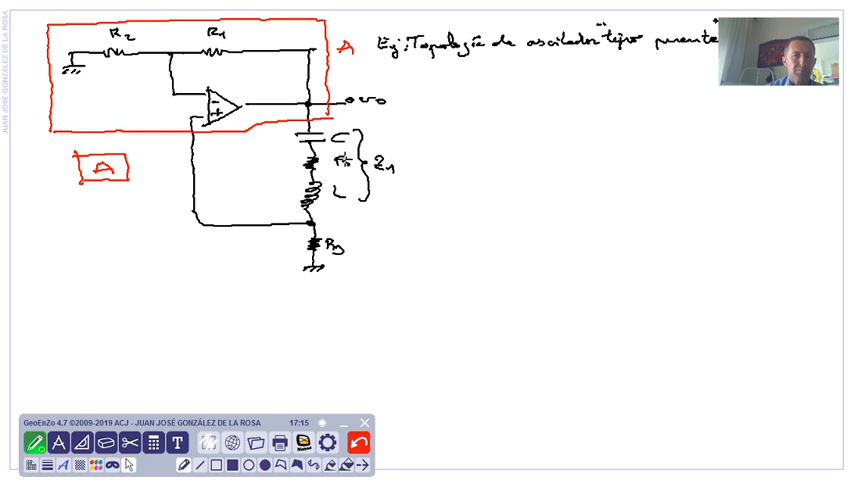 JUAN JOSÉ GONZÁLEZ DE LA ROSA
R2
R1
A
Ej: Topología de oscilador "tipo puente
-
+
vo
A
C
L
Z1
R3
GeoEnZo 4.7 ©2009-2019 ACJ - JUAN JOSÉ GONZÁLEZ DE LA ROSA
17:15